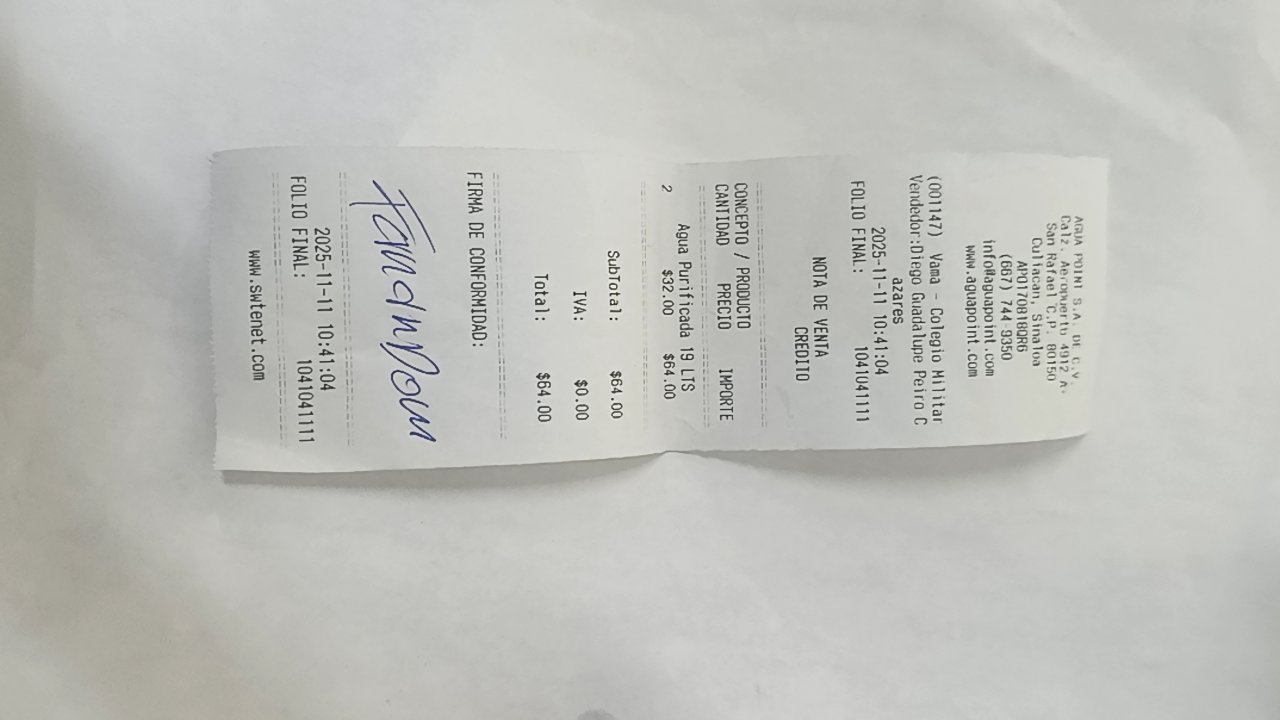 AGUA POINT S.A. DE C.V.
Calz. Aeropuerto 4912 A.
San Rafael C.P: 80150
Culiacan, Sinaloa
APO170818QR6
(667) 744 9350
info@aguapoint.com
www.aguapoint.com
(001147) Vama - Colegio Militar
Vendedor:Diego Guadalupe Peiro C
azares
2025-11-11 10:41:04
FOLIO FINAL: 1041041111
NOTA DE VENTA
CREDITO
CONCEPTO / PRODUCTO
CANTIDAD PRECIO IMPORTE
Agua Purificada 19 LTS
2 $32.00 $64.00
SubTotal: $64.00
IVA: $0.00
Total: $64.00
FIRMA DE CONFORMIDAD:
2025-11-11 10:41:04
FOLIO FINAL: 1041041111
www.swtenet.com